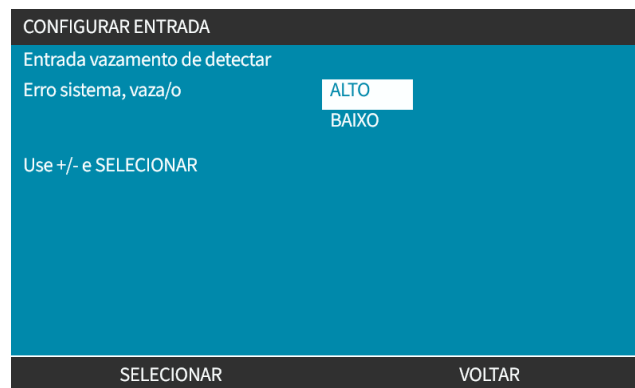 CONFIGURAR ENTRADA
Entrada vazamento de detectar
Erro sistema, vaza/o ALTO
BAIXO
Use +/- e SELECIONAR
SELECIONAR VOLTAR